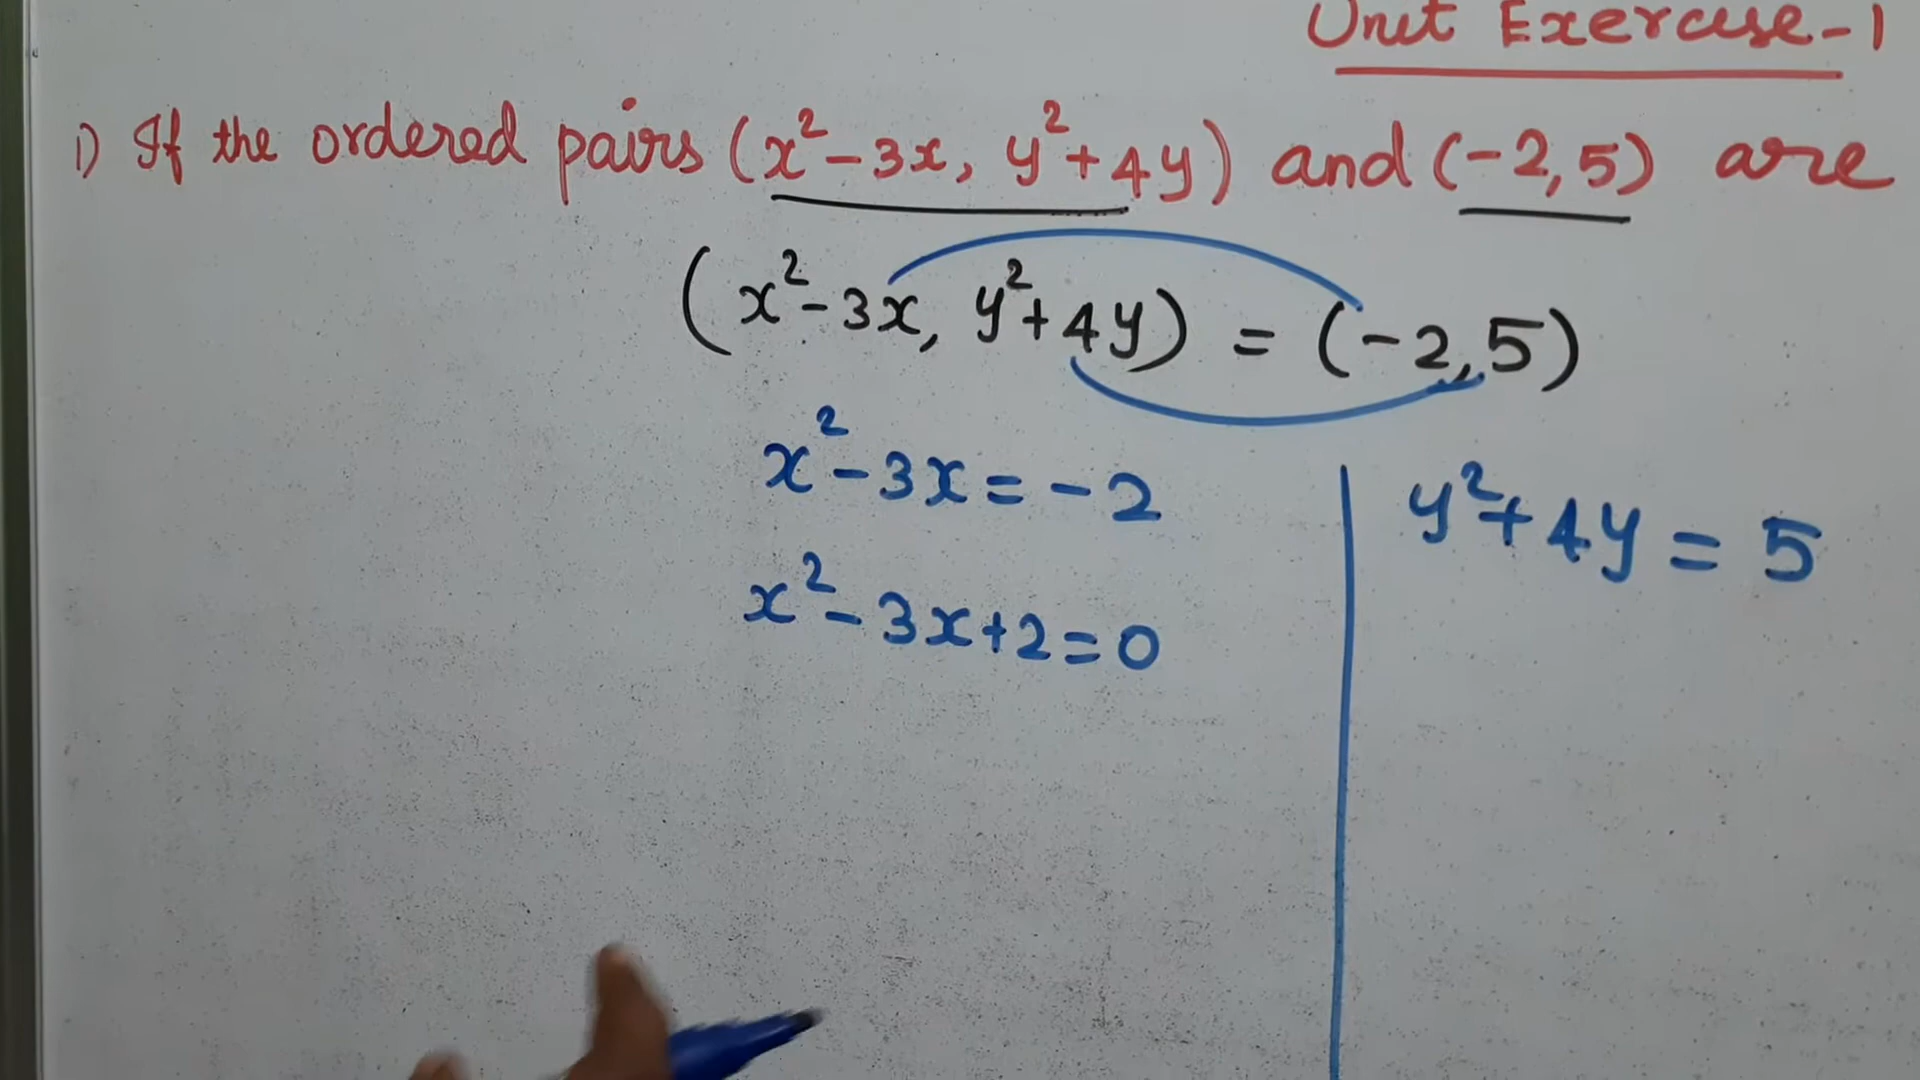 Unit Exercise-1
1) If the ordered pairs (x²-3x, y²+4y) and (-2,5) are
(x²-3x, y²+4y) = (-2,5)
x²-3x=-2
y²+4y=5
x²-3x+2=0